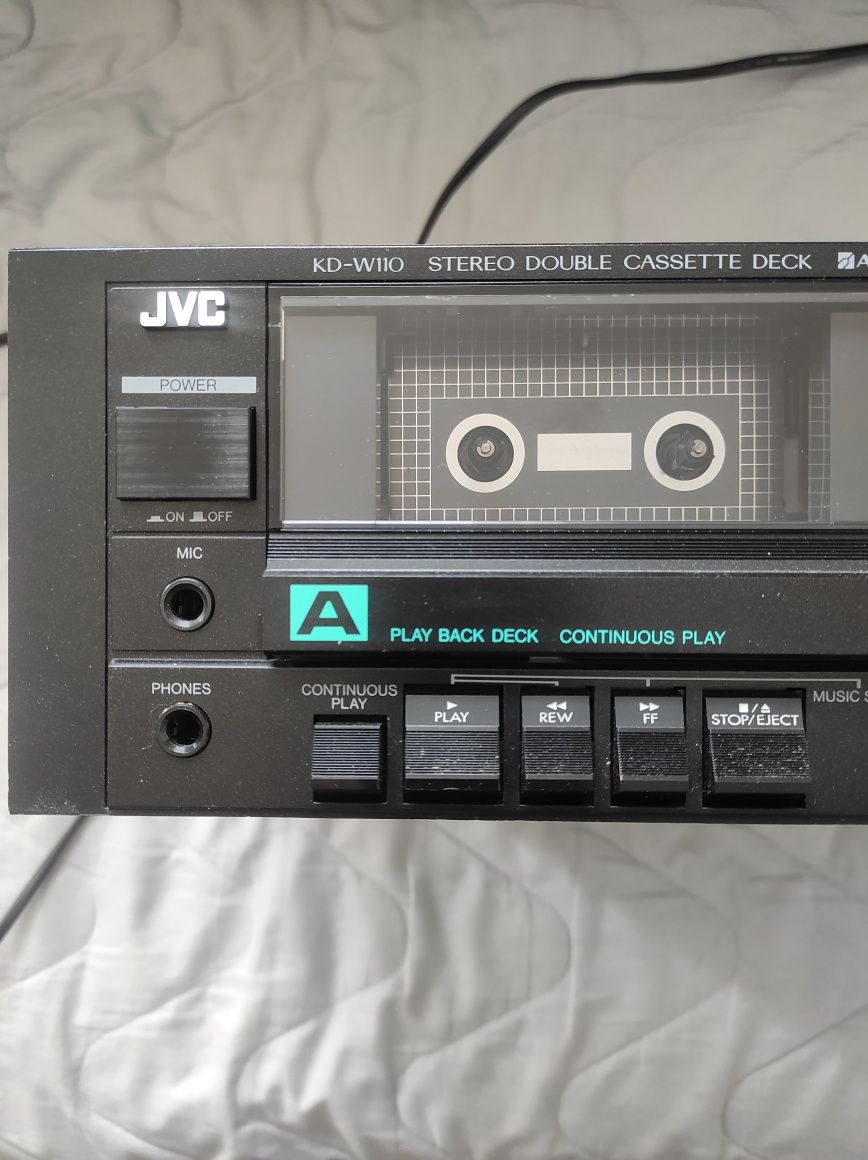 KD-W110 STEREO DOUBLE CASSETTE DECK
JVC
POWER
ON OFF
MIC
A PLAY BACK DECK CONTINUOUS PLAY
PHONES
CONTINUOUS
PLAY
PLAY
REW
FF
STOP/EJECT
MUSIC